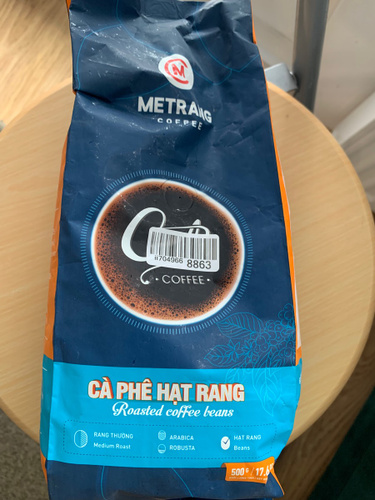 METRANG
COFFEE
8704966 8863
• COFFEE •
CÀ PHÊ HẠT RANG
Roasted coffee beans
RANG THƯỜNG
Medium Roast
ARABICA
ROBUSTA
HẠT RANG
Beans
500g